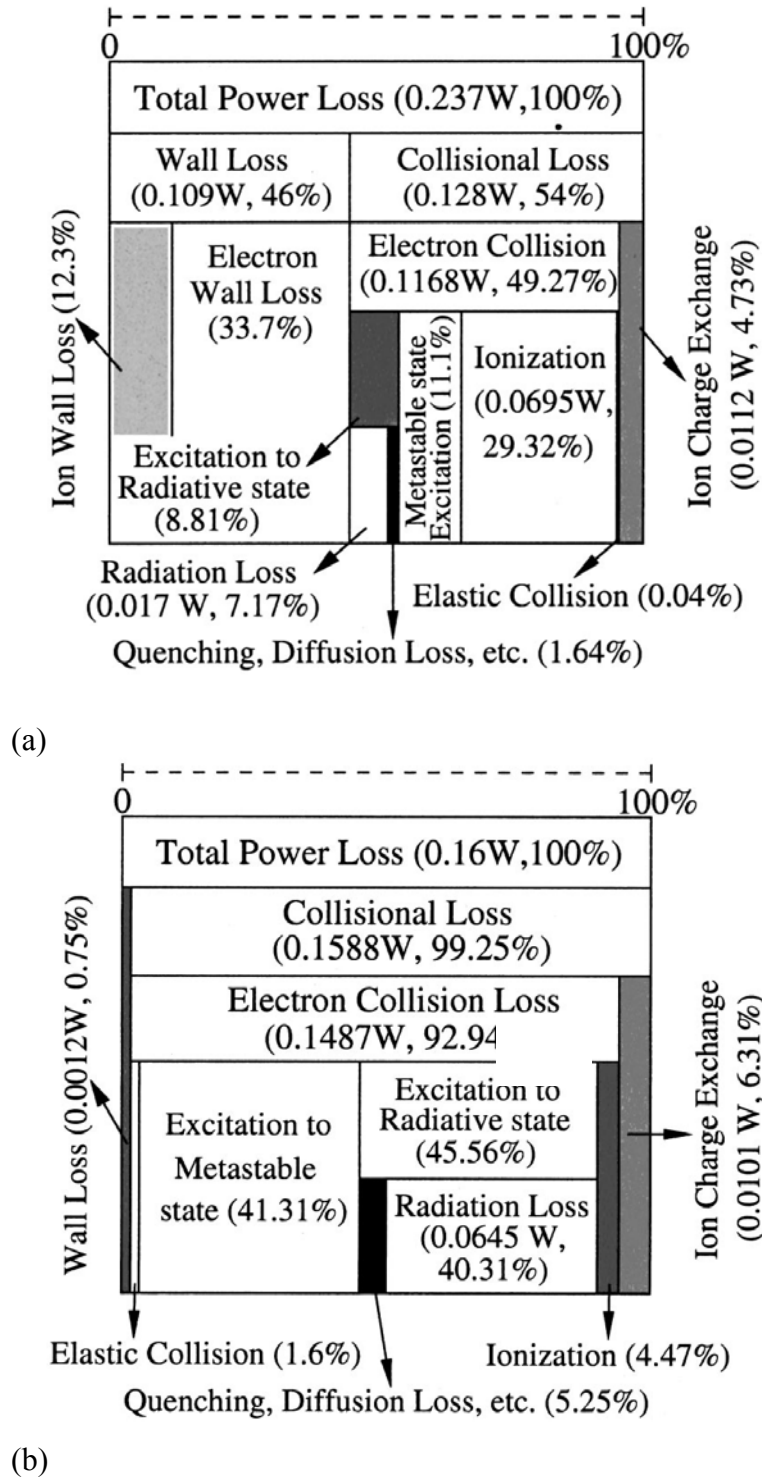 0
100%
Total Power Loss (0.237W,100%)
Wall Loss
(0.109W, 46%)
Collisional Loss
(0.128W, 54%)
Ion Wall Loss (12.3%)
Electron
Wall Loss
(33.7%)
Electron Collision
(0.1168W, 49.27%)
Metastable state
Excitation (11.1%)
Ionization
(0.0695W,
29.32%)
Ion Charge Exchange
(0.0112 W, 4.73%)
Excitation to
Radiative state
(8.81%)
Radiation Loss
(0.017 W, 7.17%)
Elastic Collision (0.04%)
Quenching, Diffusion Loss, etc. (1.64%)
(a)
0
100%
Total Power Loss (0.16W,100%)
Collisional Loss
(0.1588W, 99.25%)
Wall Loss (0.0012W, 0.75%)
Electron Collision Loss
(0.1487W, 92.94
Excitation to
Metastable
state (41.31%)
Excitation to
Radiative state
(45.56%)
Radiation Loss
(0.0645 W,
40.31%)
Ion Charge Exchange
(0.0101 W, 6.31%)
Elastic Collision (1.6%)
Ionization (4.47%)
Quenching, Diffusion Loss, etc. (5.25%)
(b)